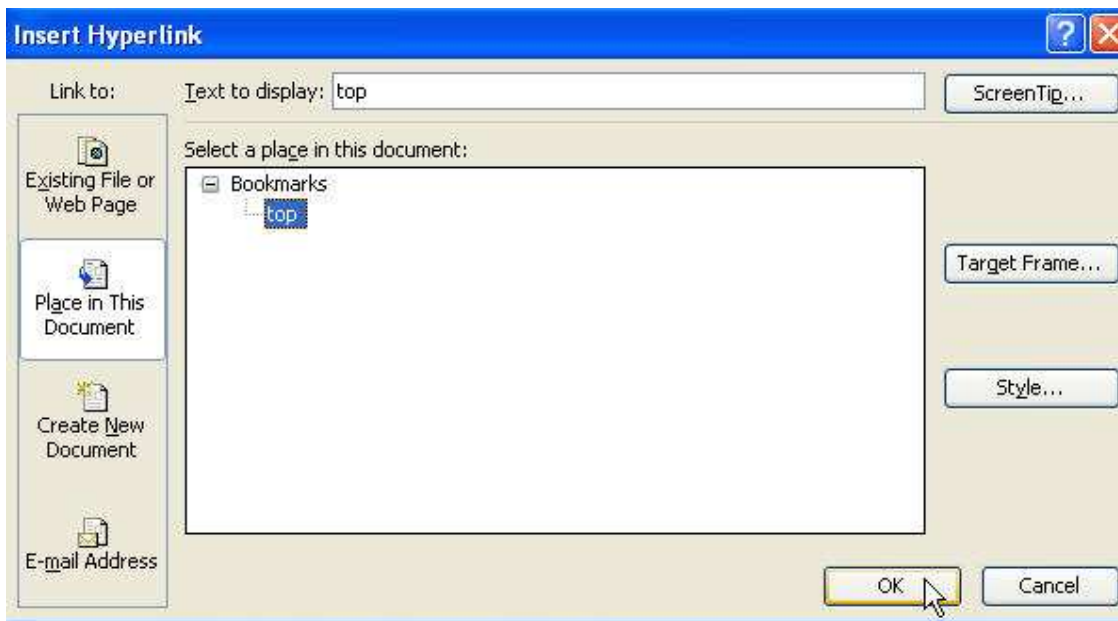 Insert Hyperlink
?
Link to:
Text to display: top
ScreenTip...
Existing File or
Web Page
Place in This
Document
Create New
Document
E-mail Address
Select a place in this document:
Bookmarks
top
Target Frame...
Style...
OK
Cancel